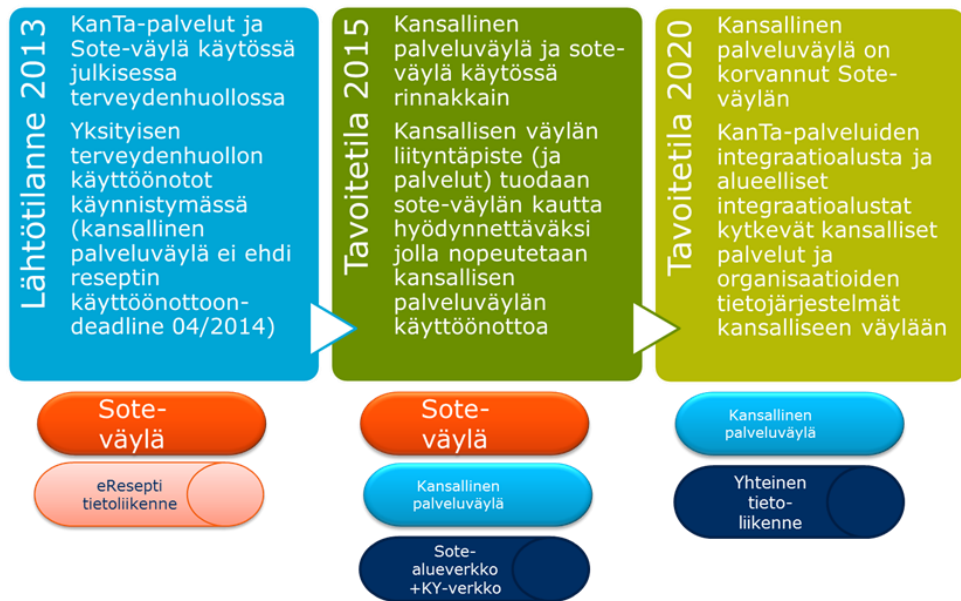 Lähtötilanne 2013
KanTa-palvelut ja
Sote-väylä käytössä
julkisessa
terveydenhuollossa
Yksityisen
terveydenhuollon
käyttöönotot
käynnistymässä
(kansallinen
palveluväylä ei ehdi
reseptin
käyttöönottoon-
deadline 04/2014)
Tavoitetila 2015
Kansallinen
palveluväylä ja sote-
väylä käytössä
rinnakkain
Kansallisen väylän
liityntäpiste (ja
palvelut) tuodaan
sote-väylän kautta
hyödynnettäväksi
jolla nopeutetaan
kansallisen
palveluväylän
käyttöönottoa
Tavoitetila 2020
Kansallinen
palveluväylä on
korvannut Sote-
väylän
KanTa-palveluiden
integraatioalusta ja
alueelliset
integraatioalustat
kytkevät kansalliset
palvelut ja
organisaatioiden
tietojärjestelmät
kansalliseen väylään
Sote-
väylä
eResepti
tietoliikenne
Sote-
väylä
Kansallinen
palveluväylä
Sote-
alueverkko
+KY-verkko
Kansallinen
palveluväylä
Yhteinen
tieto-
liikenne